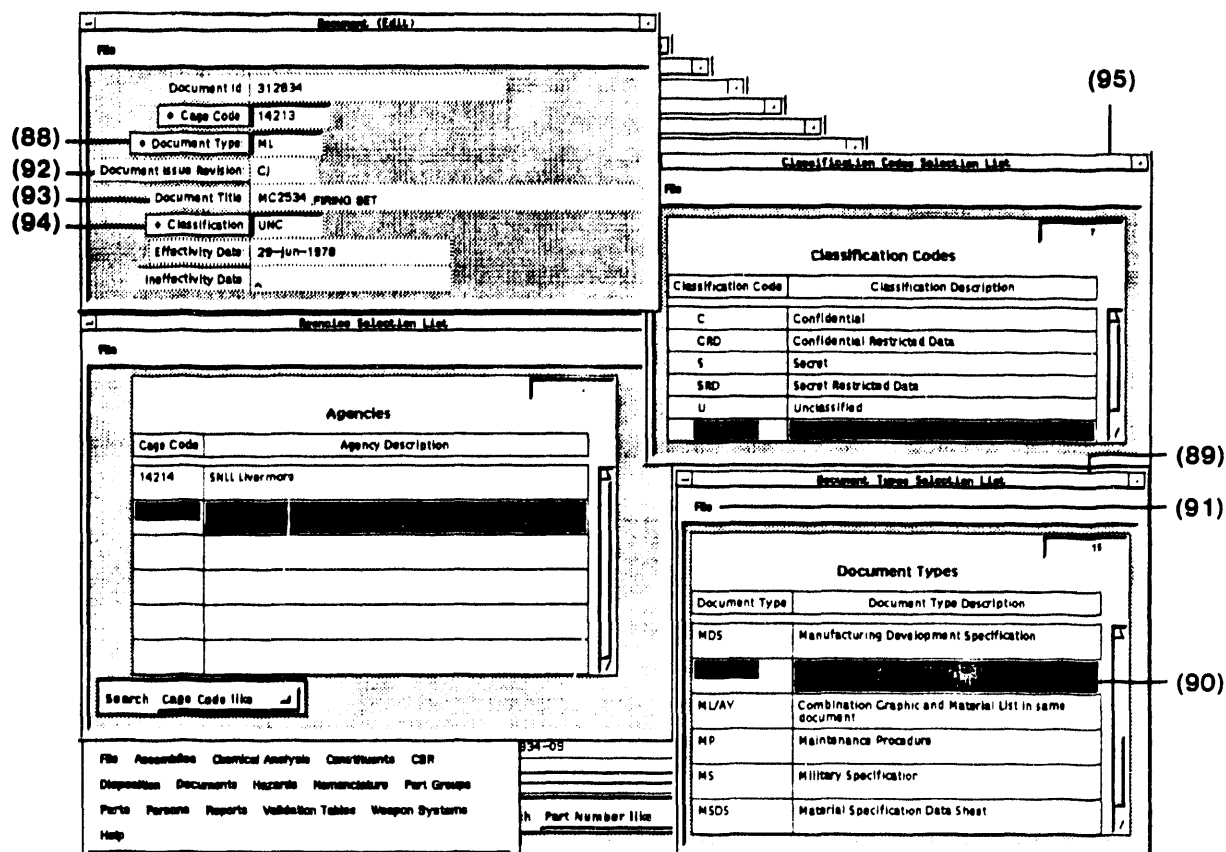 Document (Edit)
File
Document Id 312834
Cage Code 14213
(88)
Document Type ML
(92)
Document Issue Revision CJ
(93)
Document Title MC2534 ,FIRING SET
(94)
Classification UNC
Effectivity Date 29-jun-1978
Ineffectivity Date
(95)
Classification Codes Selection List
File
7
Classification Codes
Classification Code Classification Description
C Confidential
CRD Confidential Restricted Data
S Secret
SRD Secret Restricted Data
U Unclassified
Agencies Selection List
File
Agencies
Cage Code Agency Description
14214 SNLL Livermore
Search Cage Code like
(89)
Document Types Selection List
File
(91)
15
Document Types
Document Type Document Type Description
MDS Manufacturing Development Specification
(90)
ML/AY Combination Graphic and Material List in same
document
MP Maintenance Procedure
MS Military Specification
MSDS Material Specification Data Sheet
File Assemblies Chemical Analysis Constituents CBR
Disposition Documents Hazards Nomenclature Part Groups
Parts Persons Reports Validation Tables Weapon Systems
Help
834-09
h Part Number like